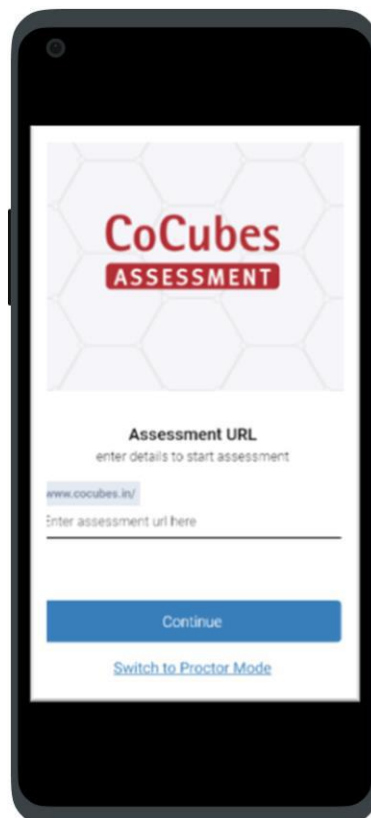 CoCubes
ASSESSMENT
Assessment URL
enter details to start assessment
www.cocubes.in/
Enter assessment url here
Continue
Switch to Proctor Mode